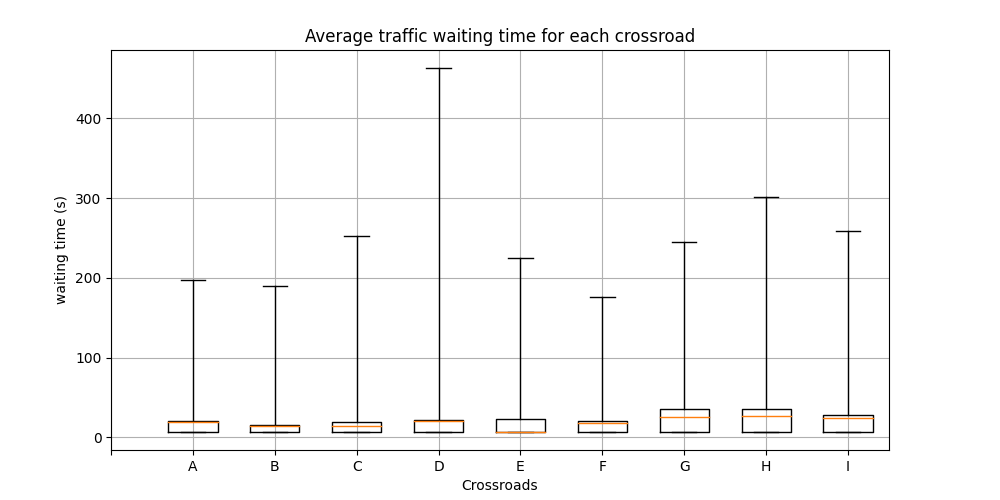 Average traffic waiting time for each crossroad
waiting time (s)
400
300
200
100
0
A B C D E F G H I
Crossroads